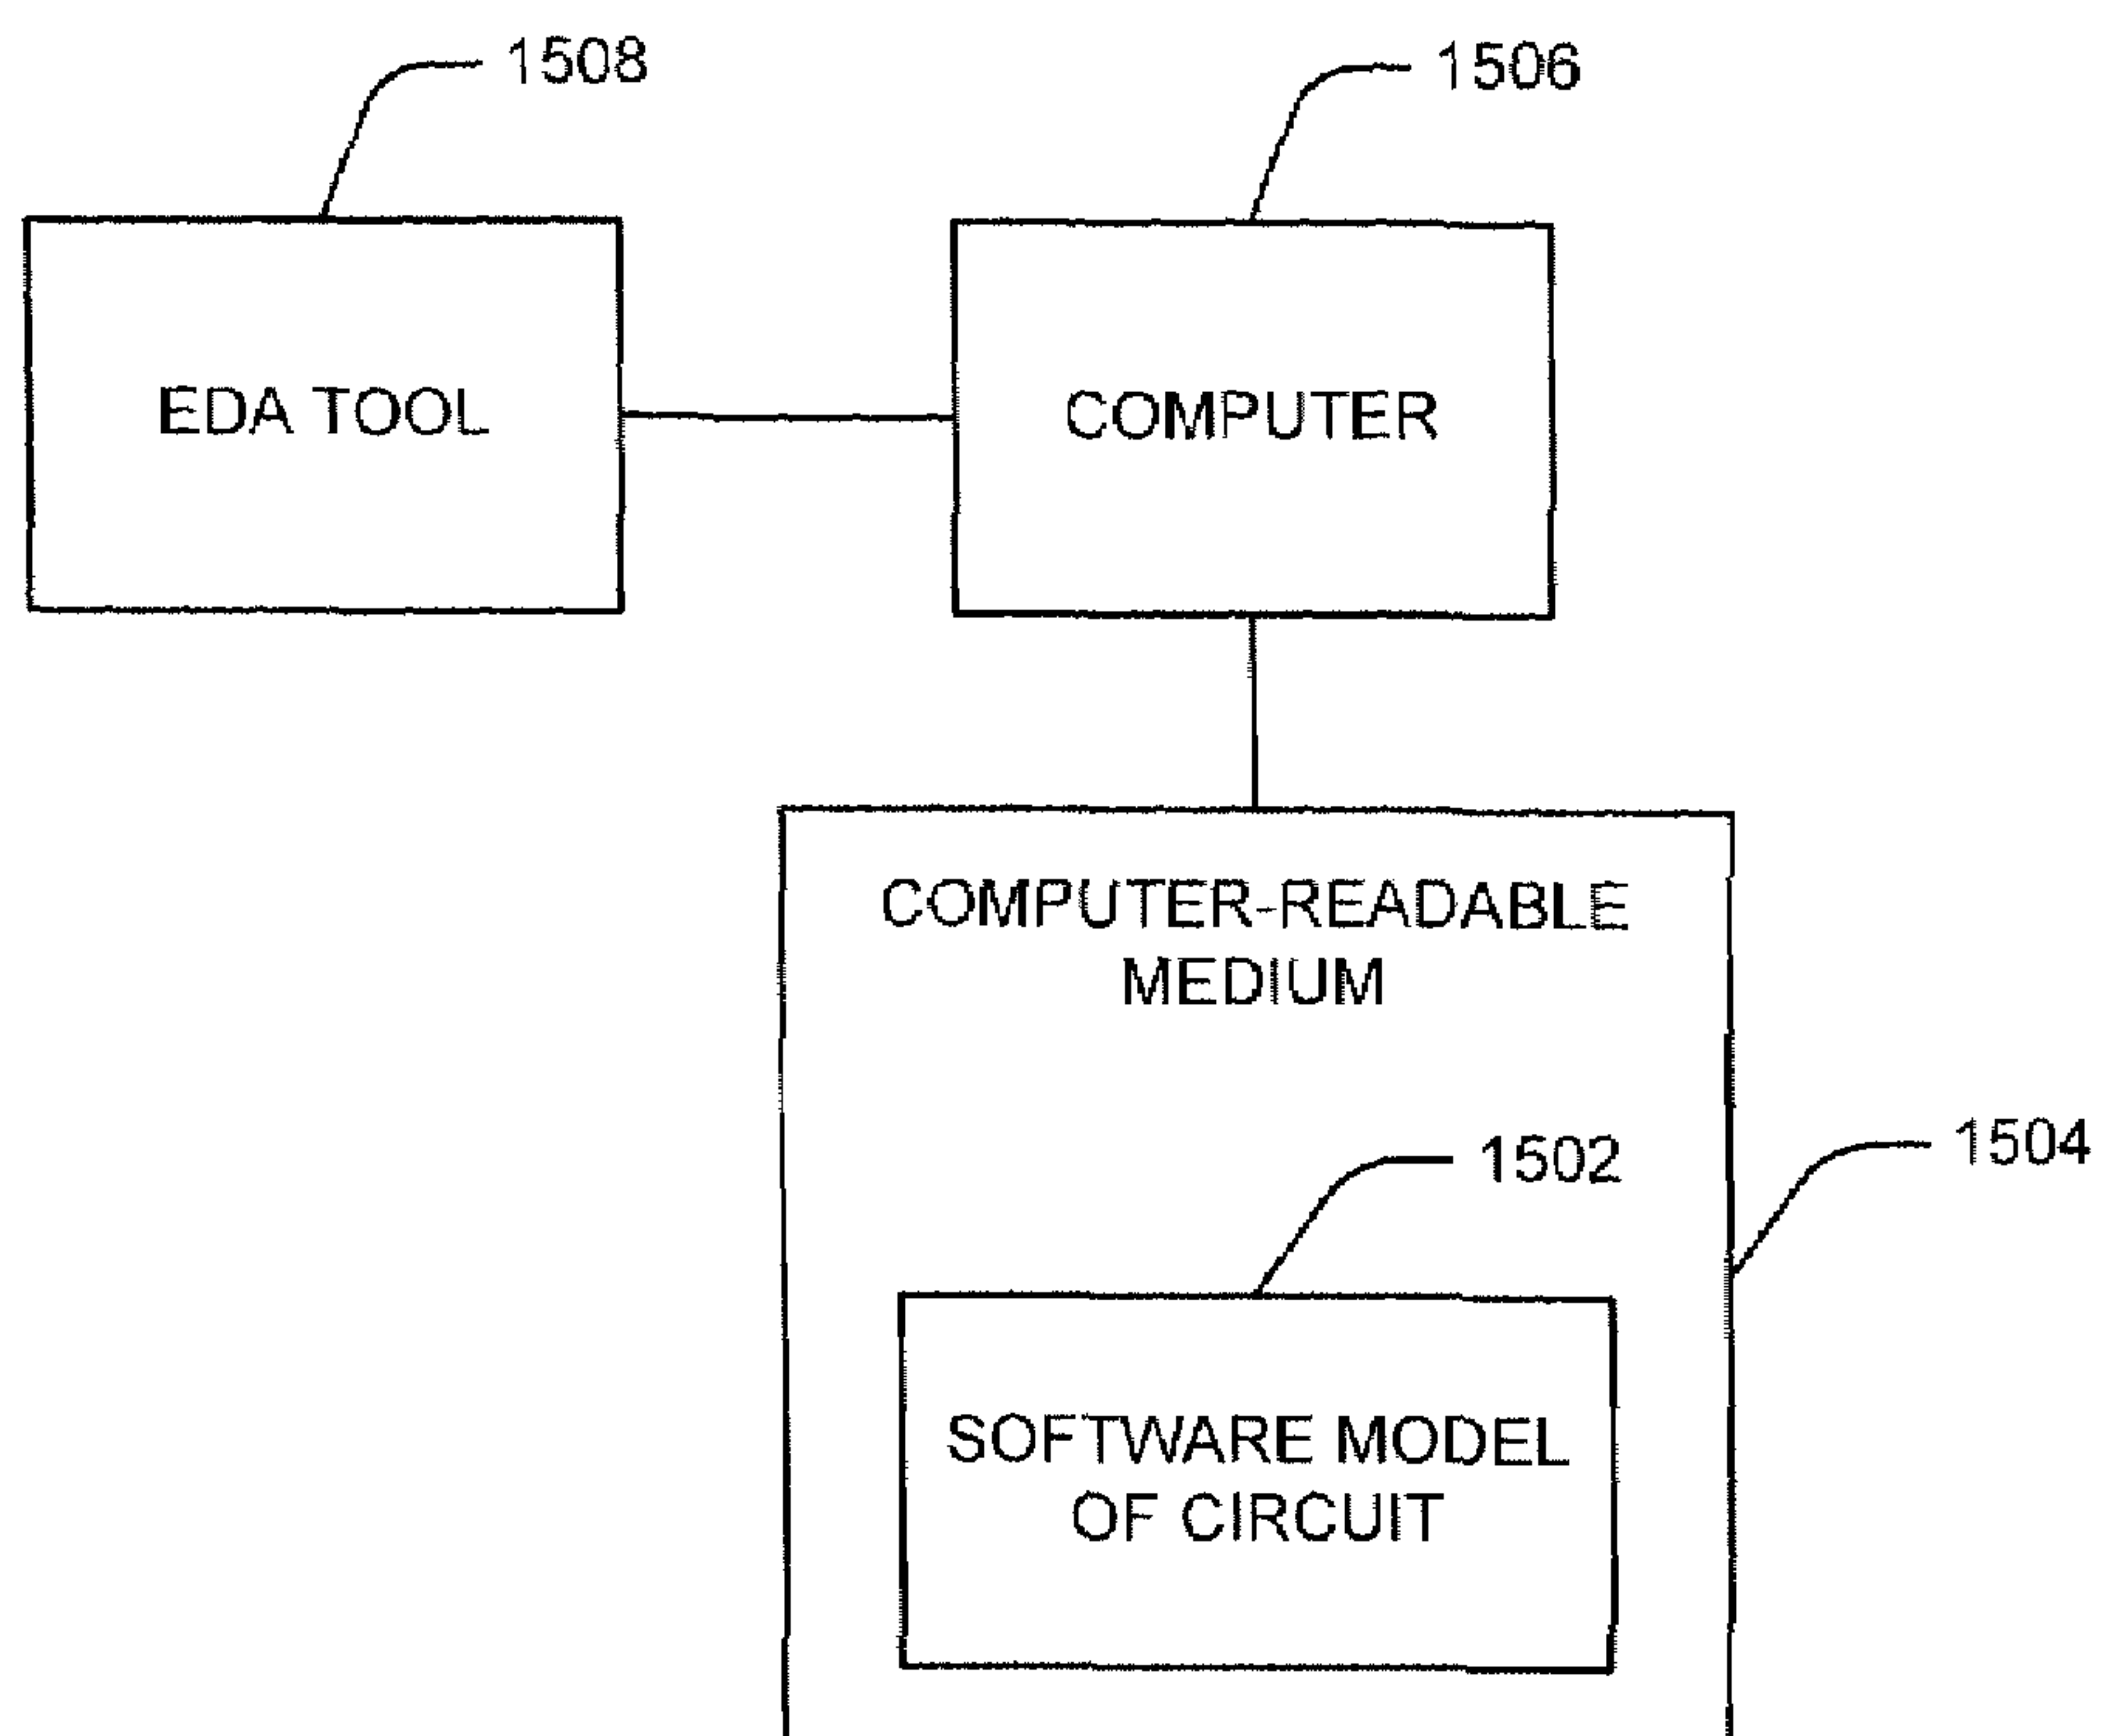 1508
1506
EDA TOOL
COMPUTER
COMPUTER-READABLE
MEDIUM
1502
1504
SOFTWARE MODEL
OF CIRCUIT